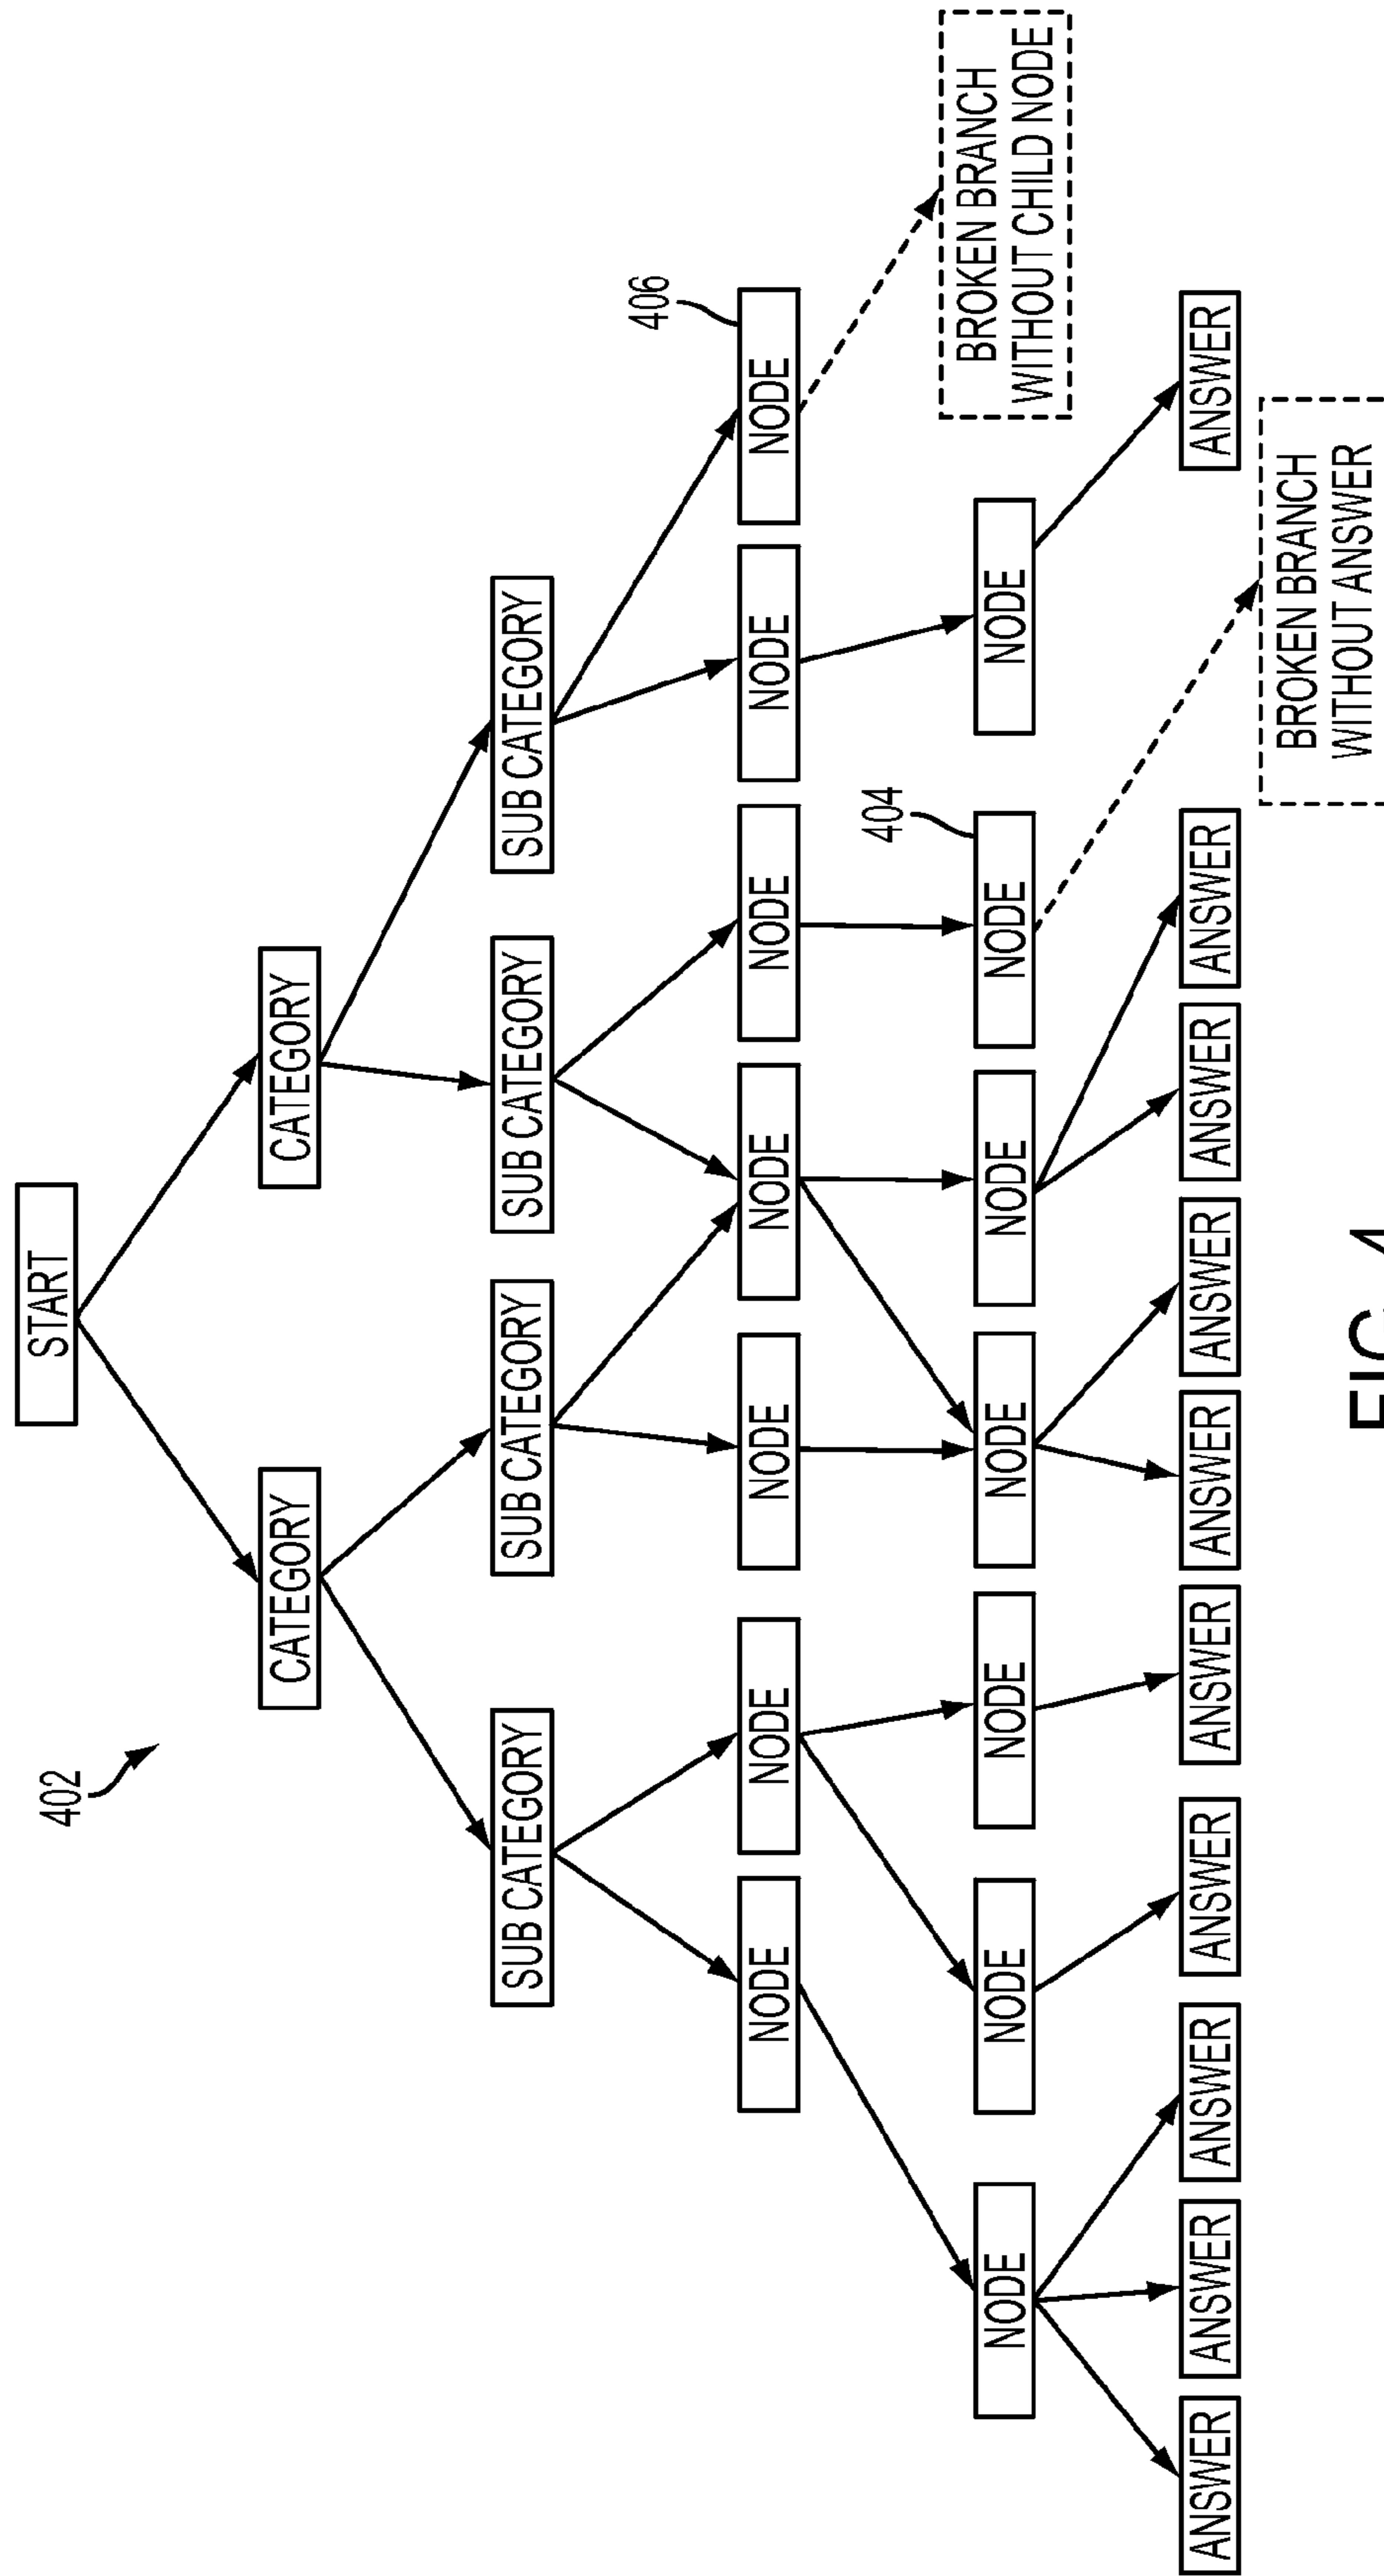 START
402
CATEGORY
CATEGORY
SUB CATEGORY
SUB CATEGORY
SUB CATEGORY
SUB CATEGORY
406
NODE
NODE
NODE
NODE
NODE
NODE
NODE
404
BROKEN BRANCH
WITHOUT CHILD NODE
NODE
NODE
NODE
NODE
NODE
NODE
NODE
ANSWER
ANSWER
ANSWER
ANSWER
ANSWER
ANSWER
ANSWER
ANSWER
ANSWER
ANSWER
BROKEN BRANCH
WITHOUT ANSWER
FIG. 4